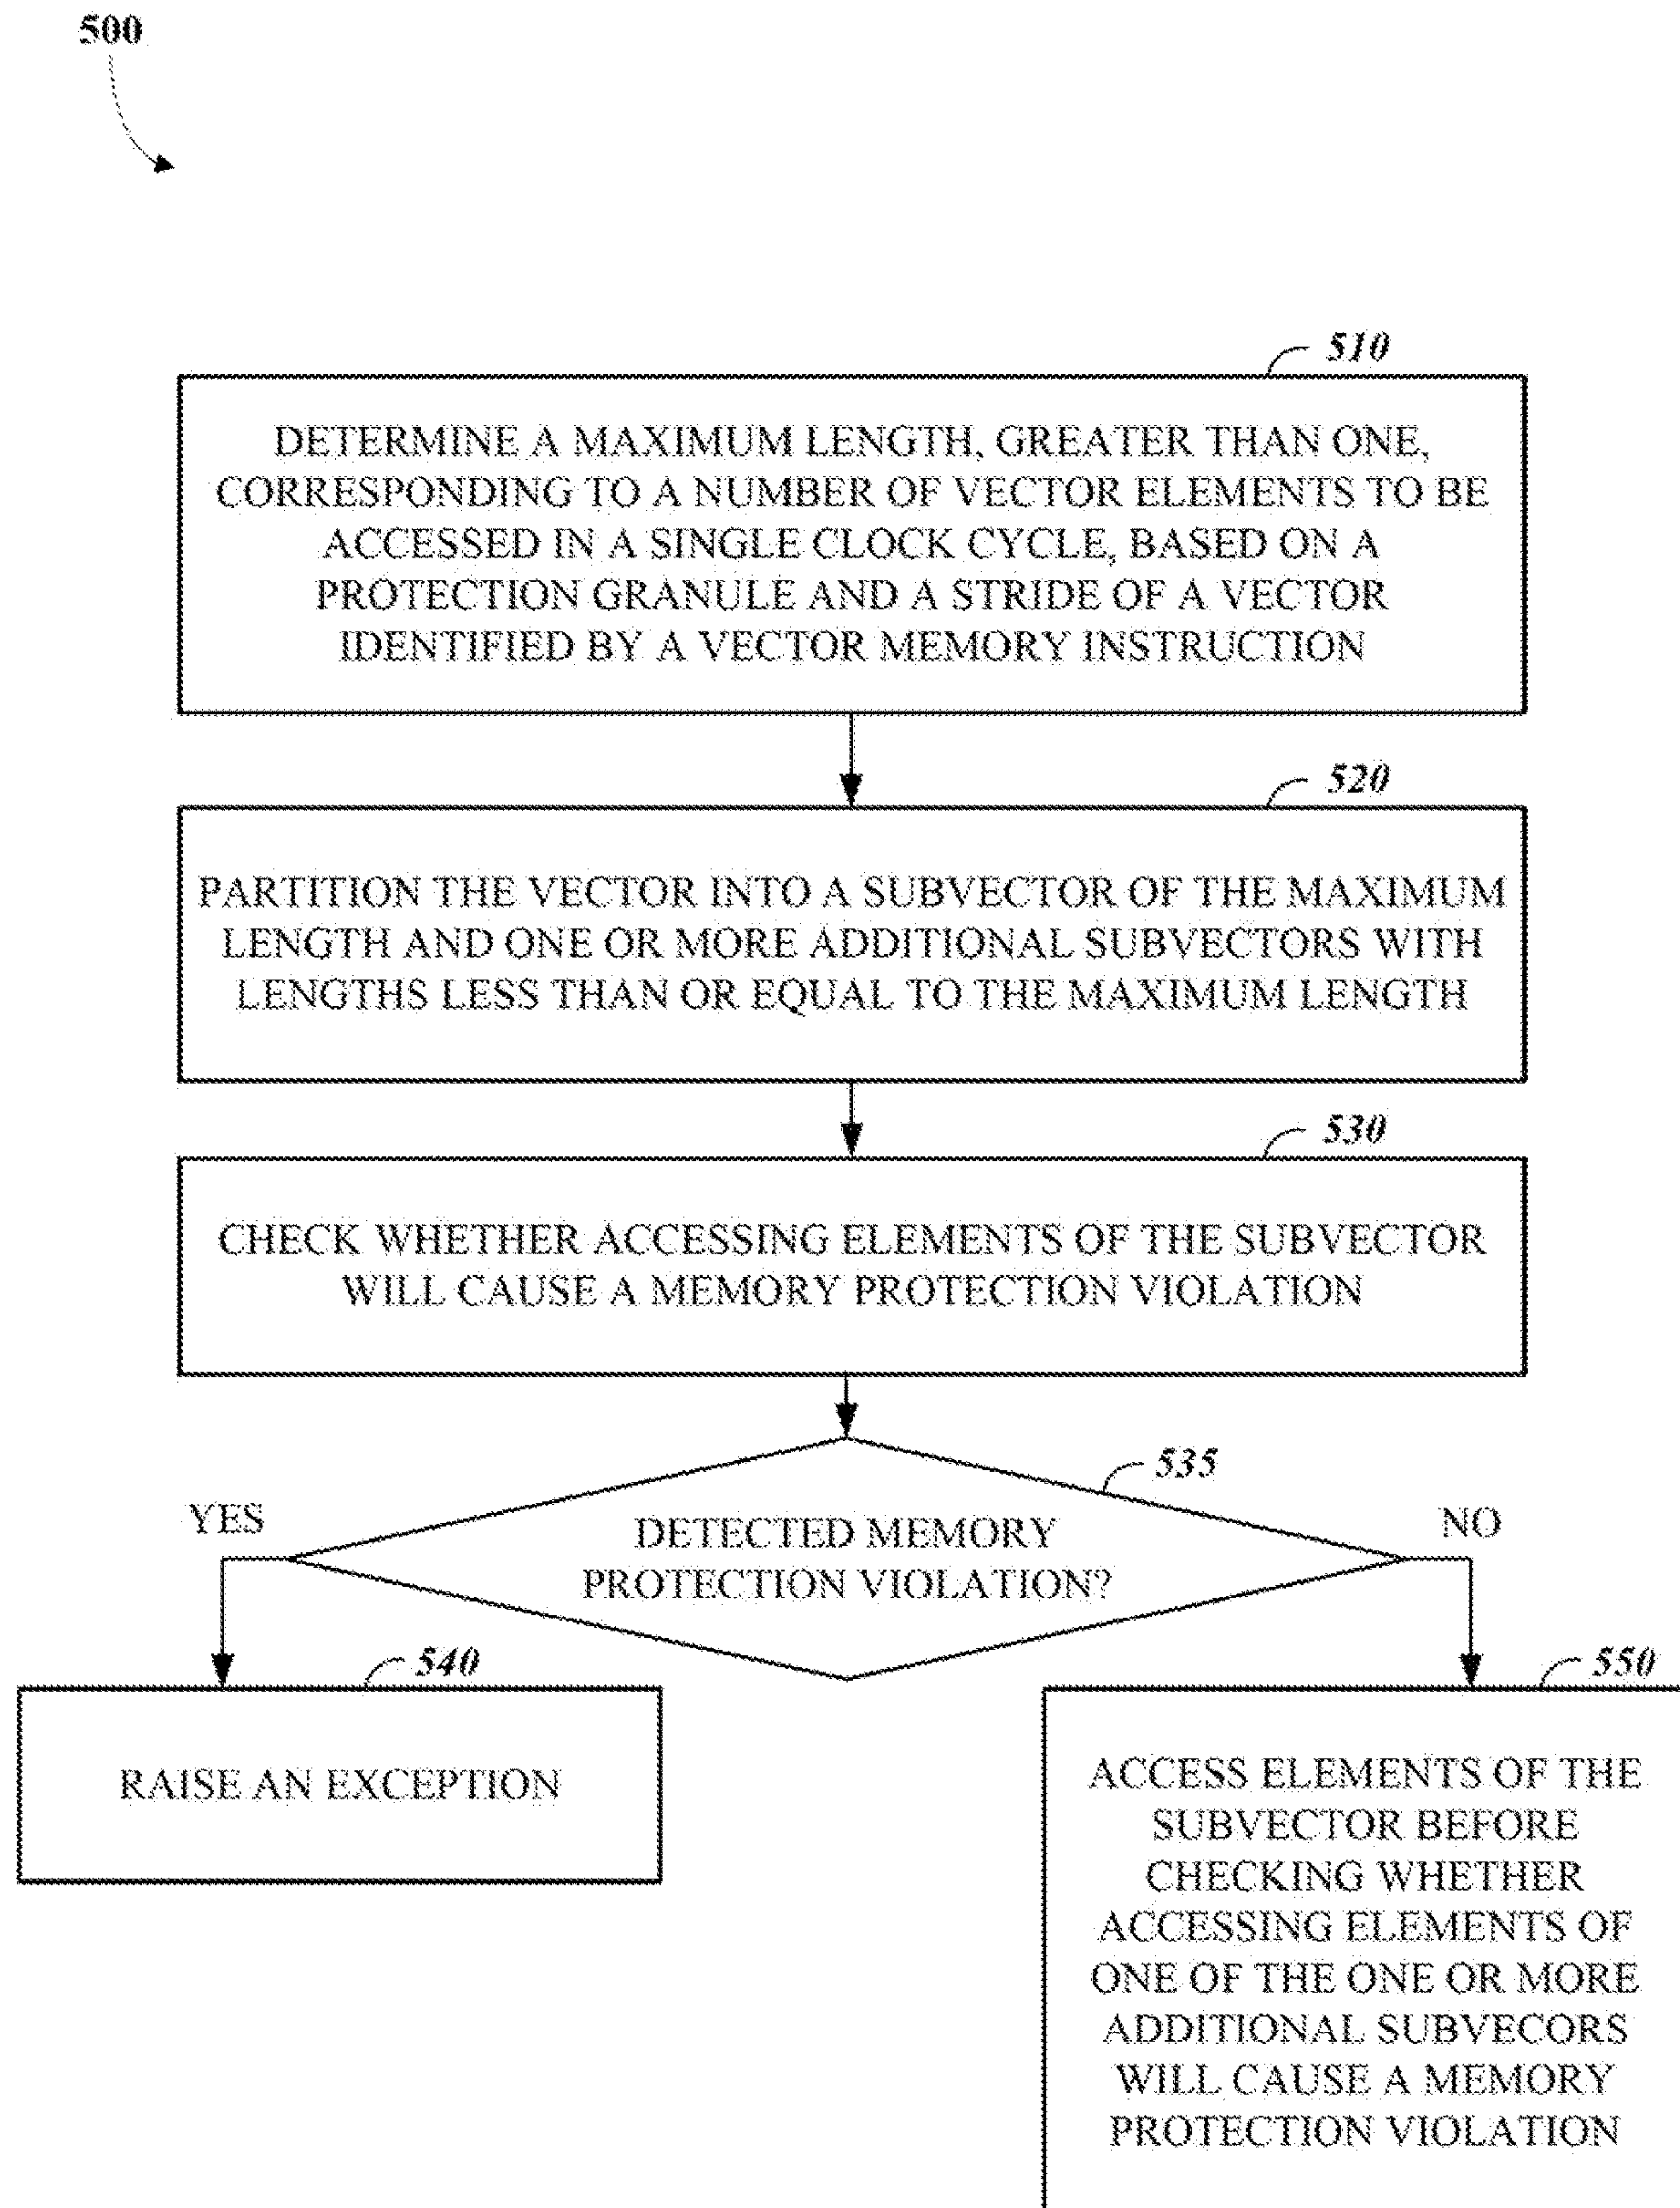 500
510
DETERMINE A MAXIMUM LENGTH, GREATER THAN ONE,
CORRESPONDING TO A NUMBER OF VECTOR ELEMENTS TO BE
ACCESSED IN A SINGLE CLOCK CYCLE, BASED ON A
PROTECTION GRANULE AND A STRIDE OF A VECTOR
IDENTIFIED BY A VECTOR MEMORY INSTRUCTION
520
PARTITION THE VECTOR INTO A SUBVECTOR OF THE MAXIMUM
LENGTH AND ONE OR MORE ADDITIONAL SUBVECTORS WITH
LENGTHS LESS THAN OR EQUAL TO THE MAXIMUM LENGTH
530
CHECK WHETHER ACCESSING ELEMENTS OF THE SUBVECTOR
WILL CAUSE A MEMORY PROTECTION VIOLATION
535
YES
NO
DETECTED MEMORY
PROTECTION VIOLATION?
540
RAISE AN EXCEPTION
550
ACCESS ELEMENTS OF THE
SUBVECTOR BEFORE
CHECKING WHETHER
ACCESSING ELEMENTS OF
ONE OF THE ONE OR MORE
ADDITIONAL SUBVECORS
WILL CAUSE A MEMORY
PROTECTION VIOLATION